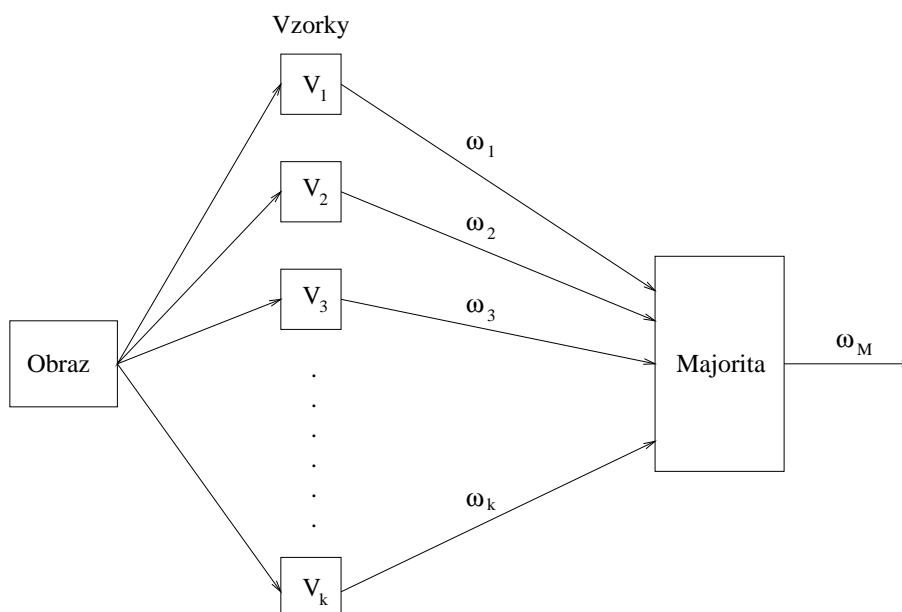 Vzorky
V1
ω1
V2
ω2
V3
ω3
Obraz
Majorita
ωM
.
.
.
.
.
.
ωk
Vk